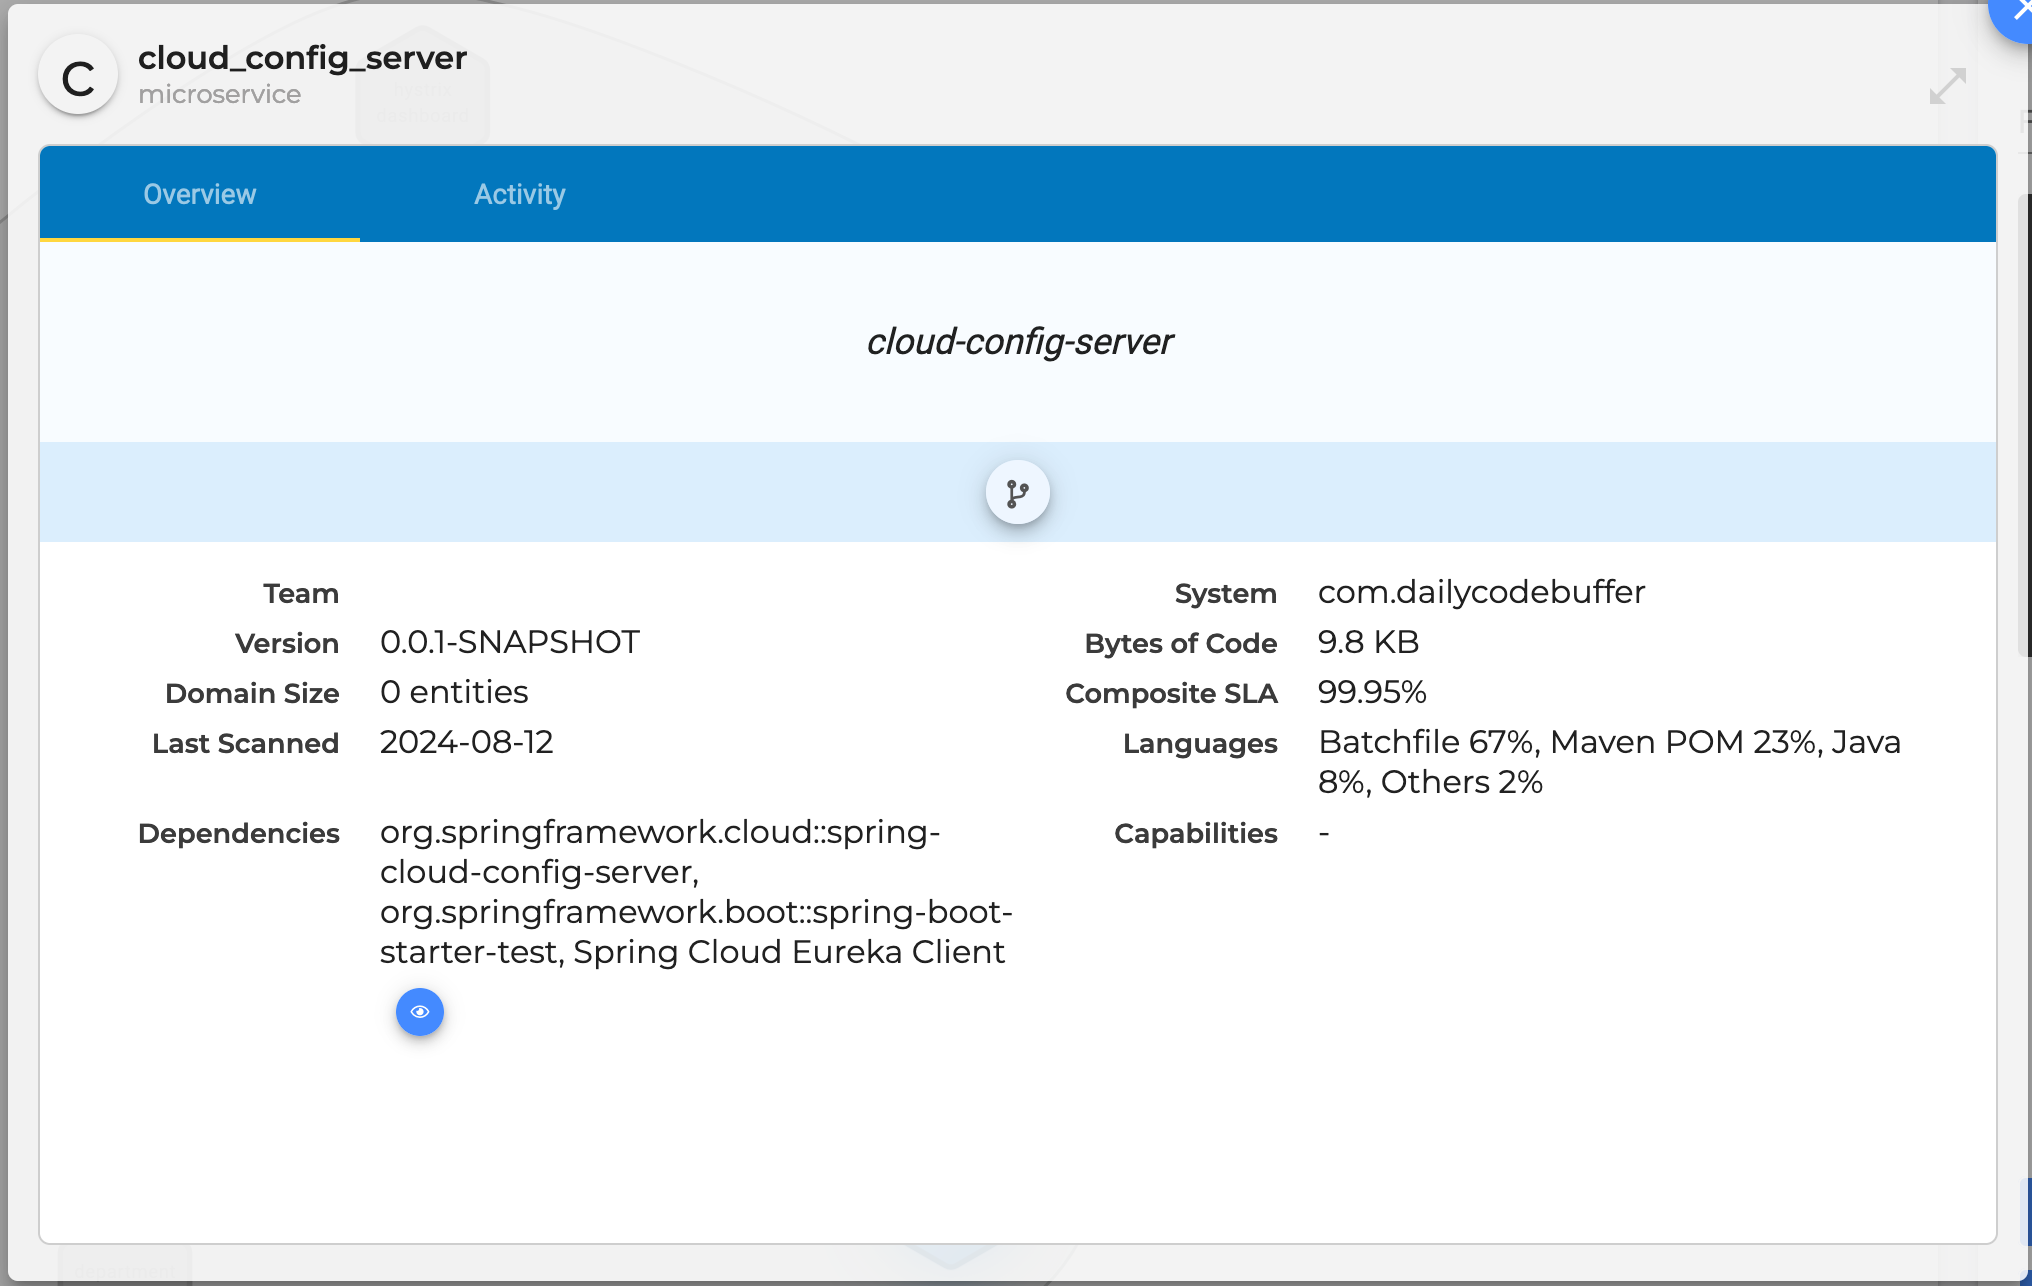 cloud_config_server
microservice
C
Overview
Activity
cloud-config-server
Team
System com.dailycodebuffer
Version 0.0.1-SNAPSHOT
Bytes of Code 9.8 KB
Domain Size 0 entities
Composite SLA 99.95%
Last Scanned 2024-08-12
Languages Batchfile 67%, Maven POM 23%, Java
8%, Others 2%
Dependencies org.springframework.cloud::spring-
cloud-config-server,
org.springframework.boot::spring-boot-
starter-test, Spring Cloud Eureka Client
Capabilities -